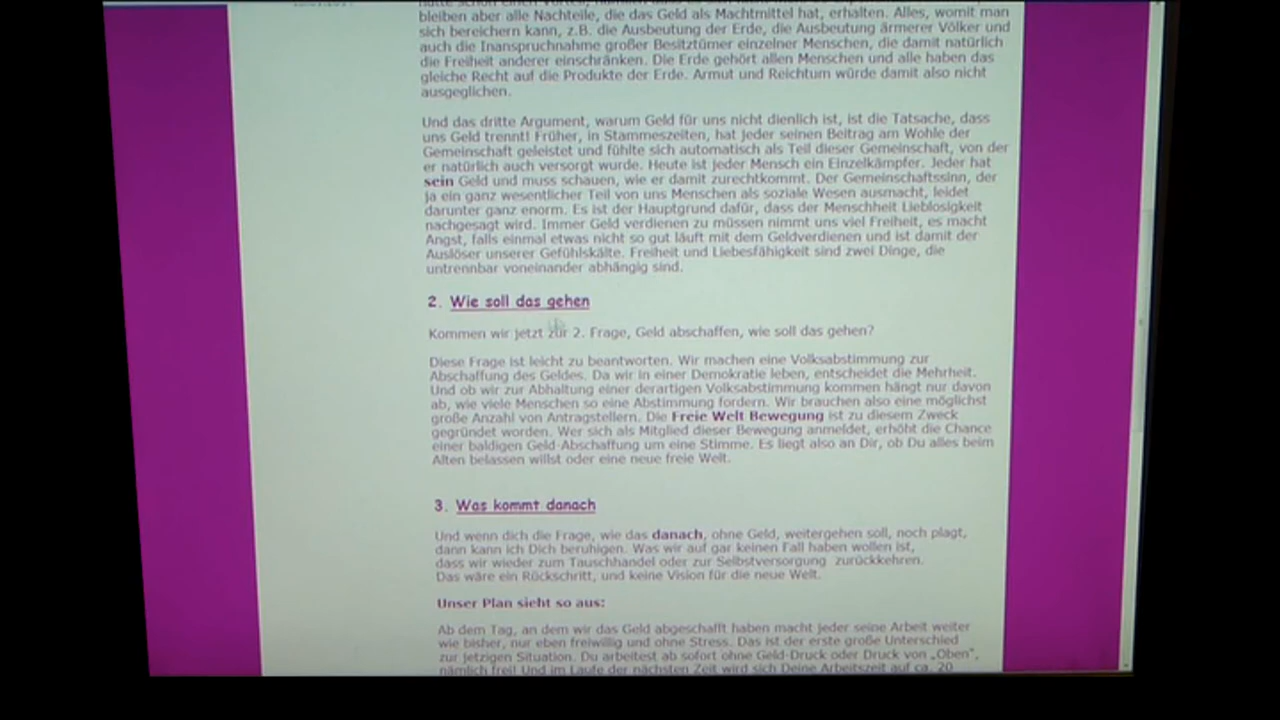 bleiben aber alle Nachteile, die das Geld als Machtmittel hat, erhalten. Alles, womit man
sich bereichern kann, z.B. die Ausbeutung der Erde, die Ausbeutung ärmerer Völker und
auch die Inanspruchnahme großer Besitztümer einzelner Menschen, die damit natürlich
die Freiheit anderer einschränken. Die Erde gehört allen Menschen und alle haben das
gleiche Recht auf die Produkte der Erde. Armut und Reichtum würde damit also nicht
ausgeglichen.
Und das dritte Argument, warum Geld für uns nicht dienlich ist, ist die Tatsache, dass
uns Geld trennt! Früher, in Stammeszeiten, hat jeder seinen Beitrag am Wohle der
Gemeinschaft geleistet und fühlte sich automatisch als Teil dieser Gemeinschaft, von der
er natürlich auch versorgt wurde. Heute ist jeder Mensch ein Einzelkämpfer. Jeder hat
sein Geld und muss schauen, wie er damit zurechtkommt. Der Gemeinschaftssinn, der
ja ein ganz wesentlicher Teil von uns Menschen als soziale Wesen ausmacht, leidet
darunter ganz enorm. Es ist der Hauptgrund dafür, dass der Menschheit Lieblosigkeit
nachgesagt wird. Immer Geld verdienen zu müssen nimmt uns viel Freiheit, es macht
Angst, falls einmal etwas nicht so gut läuft mit dem Geldverdienen und ist damit der
Auslöser unserer Gefühlskälte. Freiheit und Liebesfähigkeit sind zwei Dinge, die
untrennbar voneinander abhängig sind.
2. Wie soll das gehen
Kommen wir jetzt zur 2. Frage, Geld abschaffen, wie soll das gehen?
Diese Frage ist leicht zu beantworten. Wir machen eine Volksabstimmung zur
Abschaffung des Geldes. Da wir in einer Demokratie leben, entscheidet die Mehrheit.
Und ob wir zur Abhaltung einer derartigen Volksabstimmung kommen hängt nur davon
ab, wie viele Menschen so eine Abstimmung fordern. Wir brauchen also eine möglichst
große Anzahl von Antragstellern. Die Freie Welt Bewegung ist zu diesem Zweck
gegründet worden. Wer sich als Mitglied dieser Bewegung anmeldet, erhöht die Chance
einer baldigen Geld-Abschaffung um eine Stimme. Es liegt also an Dir, ob Du alles beim
Alten belassen willst oder eine neue freie Welt.
3. Was kommt danach
Und wenn dich die Frage, wie das danach, ohne Geld, weitergehen soll, noch plagt,
dann kann ich Dich beruhigen. Was wir auf gar keinen Fall haben wollen ist,
dass wir wieder zum Tauschhandel oder zur Selbstversorgung zurückkehren.
Das wäre ein Rückschritt, und keine Vision für die neue Welt.
Unser Plan sieht so aus:
Ab dem Tag, an dem wir das Geld abgeschafft haben macht jeder seine Arbeit weiter
wie bisher, nur eben freiwillig und ohne Stress. Das ist der erste große Unterschied
zur jetzigen Situation. Du arbeitest ab sofort ohne Geld-Druck oder Druck von „Oben“,
nämlich frei! Und im Laufe der nächsten Zeit wird sich Deine Arbeitszeit auf ca. 20